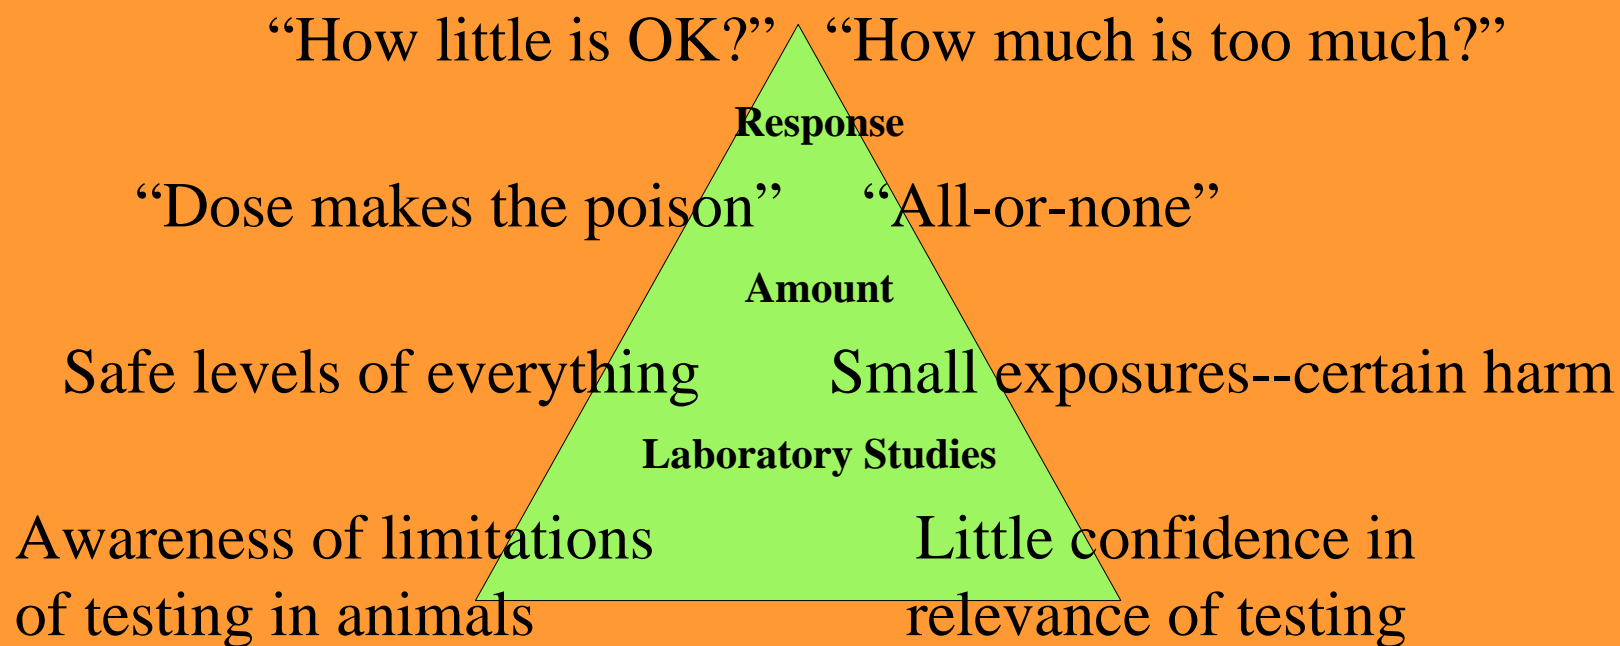 “How little is OK?” “How much is too much?”
Response
“Dose makes the poison” “All-or-none”
Amount
Safe levels of everything Small exposures--certain harm
Laboratory Studies
Awareness of limitations Little confidence in
of testing in animals relevance of testing